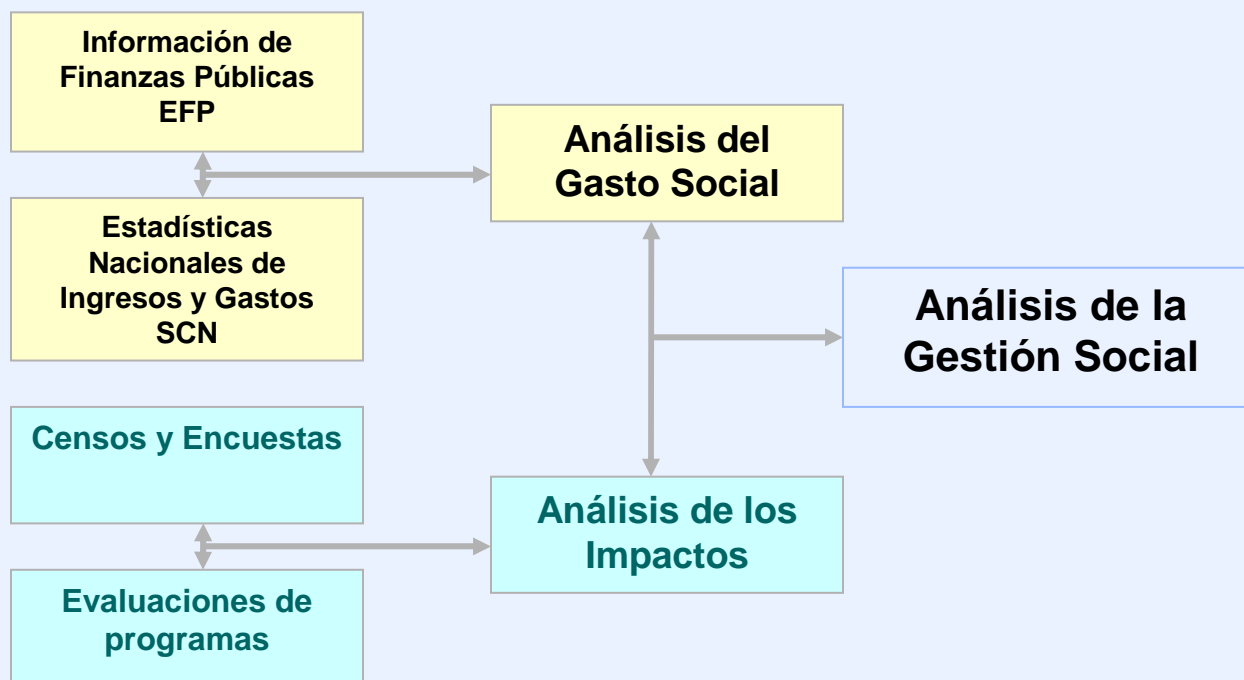 Información de
Finanzas Públicas
EFP
Estadísticas
Nacionales de
Ingresos y Gastos
SCN
Análisis del
Gasto Social
Análisis de la
Gestión Social
Censos y Encuestas
Evaluaciones de
programas
Análisis de los
Impactos